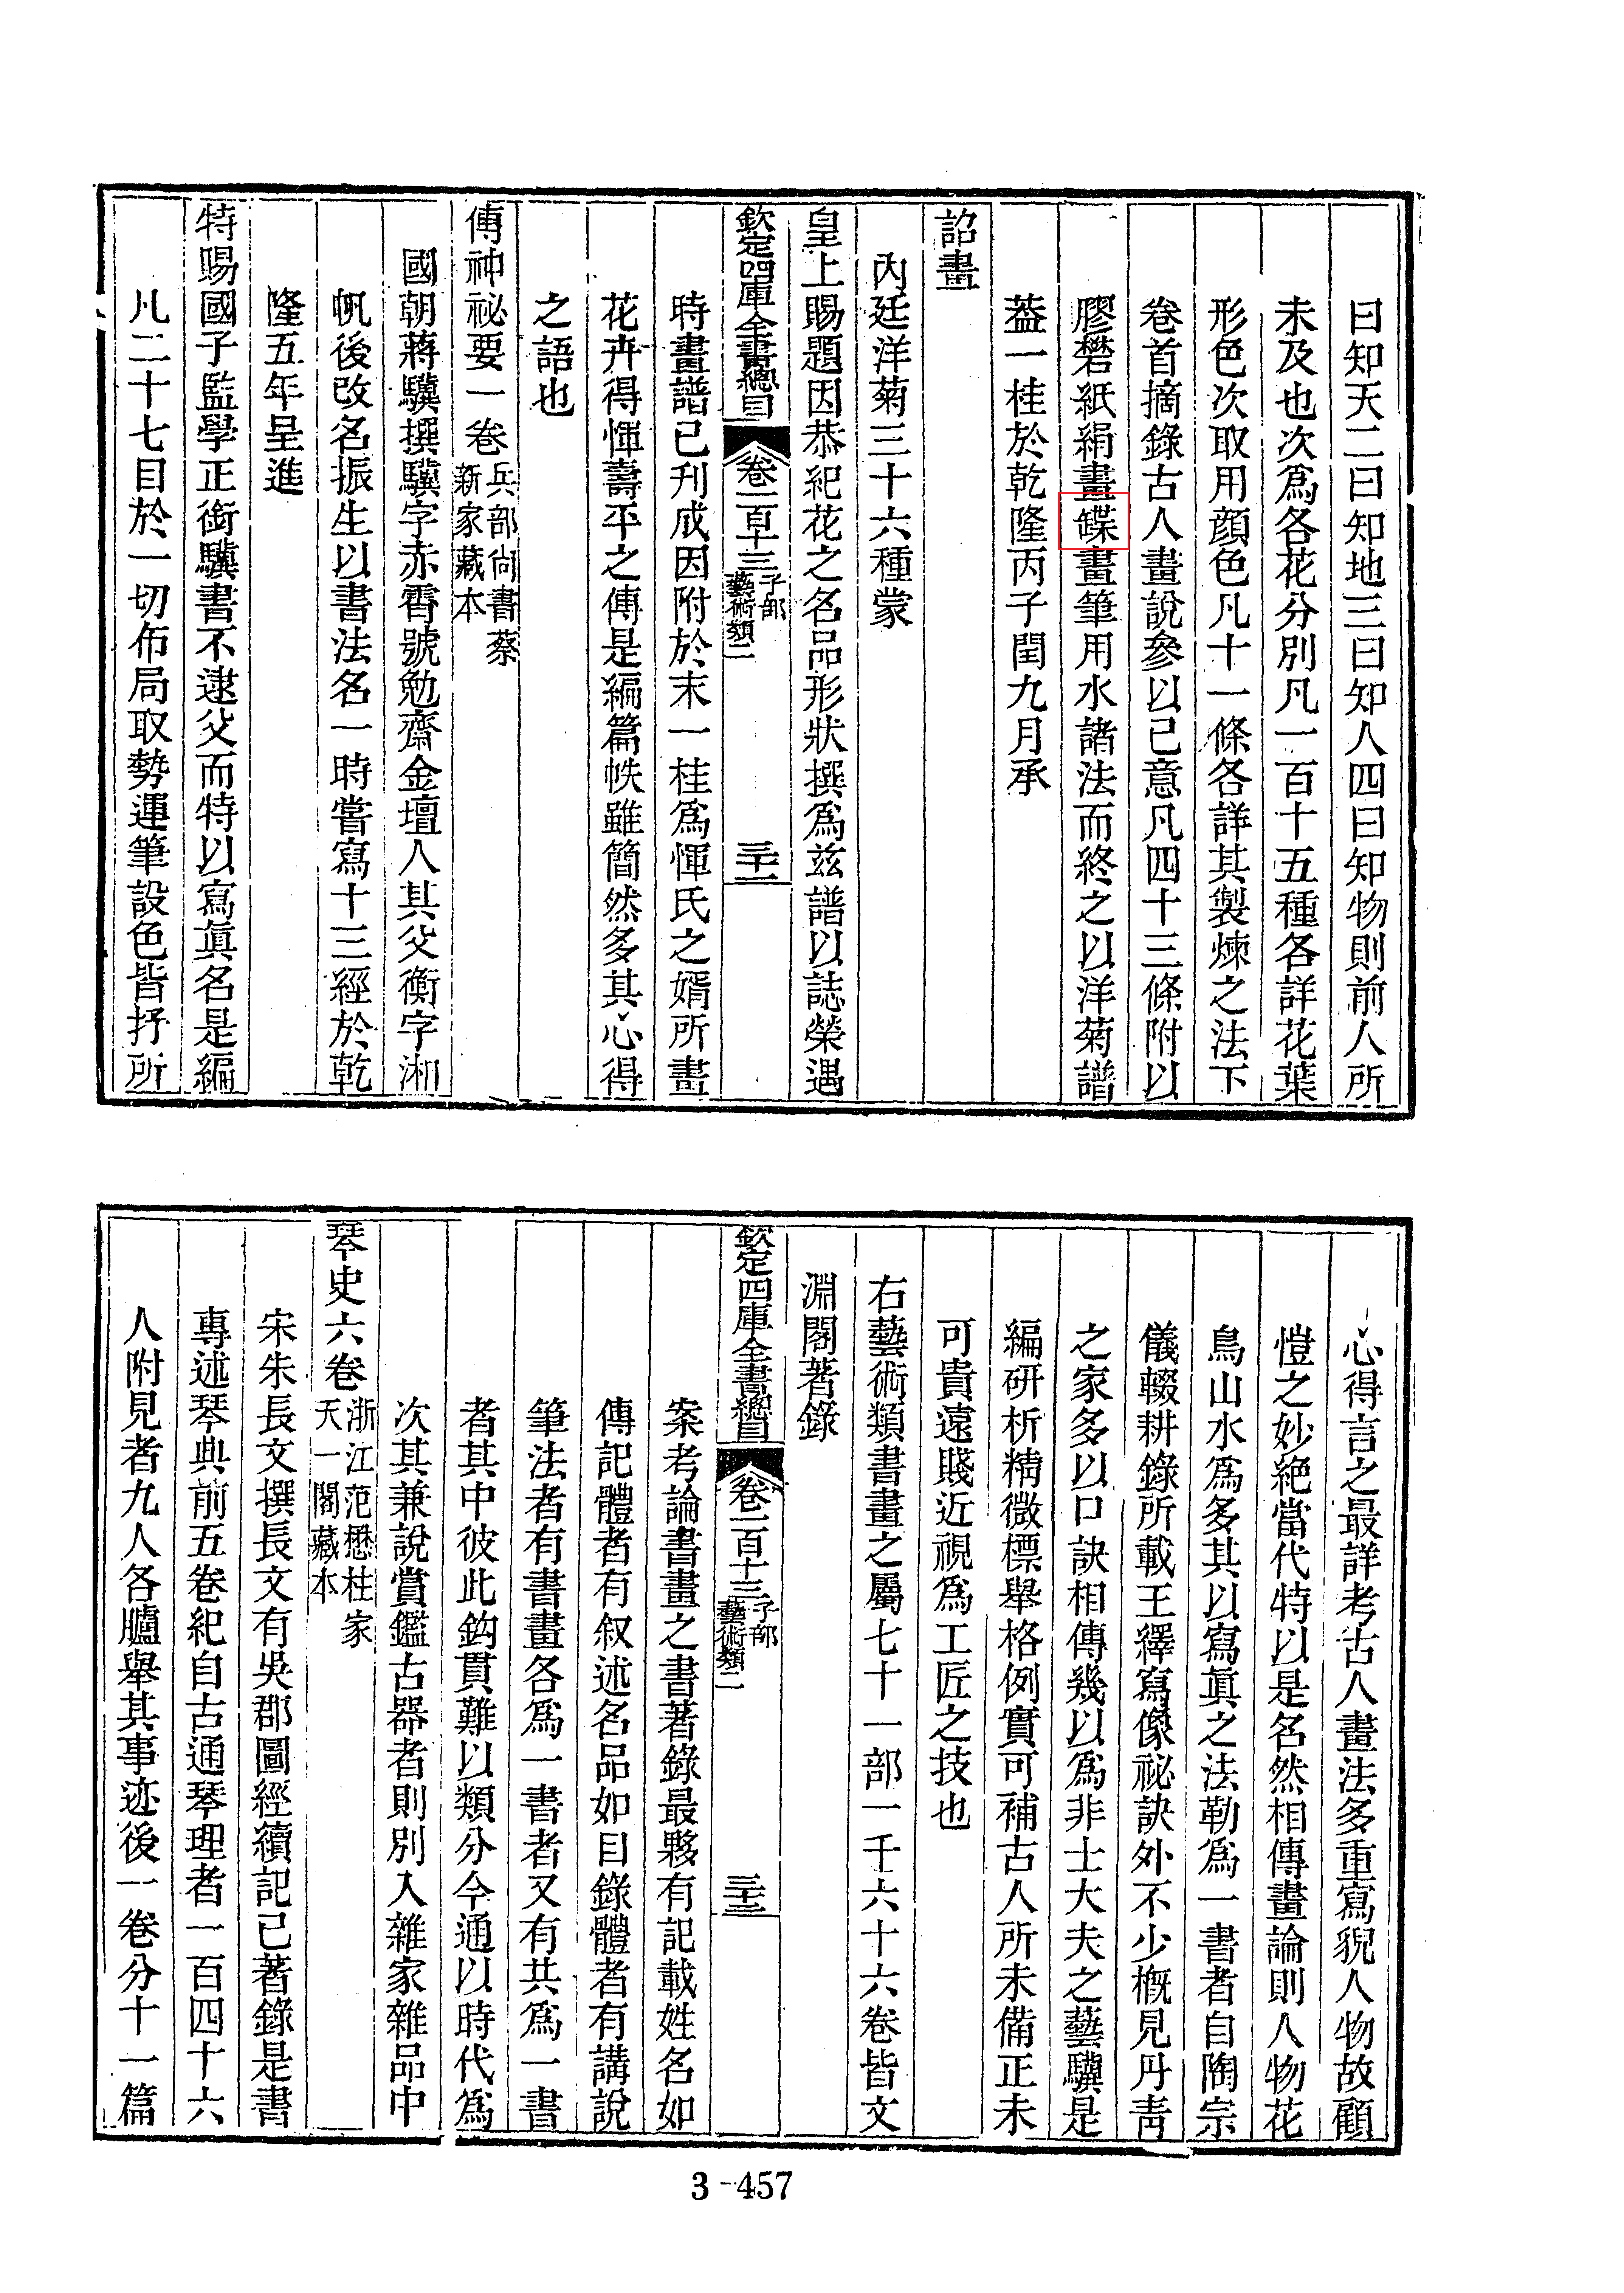 曰知天二曰知地三曰知人四曰知物則前人所
未及也次爲各花分別凡一百十五種各詳花葉
形色次取用顔色凡十一條各詳其製煉之法下
卷首摘錄古人畫說參以己意凡四十三條附以
膠礬紙絹畫畫筆用水諸法而終之以洋菊譜
葢一桂於乾隆丙子閏九月承
詔畫
內廷洋菊三十六種蒙
皇上賜題因恭紀花之名品形狀撰爲兹譜以誌榮遇
欽定四庫全書總目 卷一百十三 子部 藝術類二 三十二
時畫譜已刋成因附於末一桂爲惲氏之婿所畫
花卉得惲壽平之傳是編篇帙雖簡然多其心得
之語也
傳神祕要一卷 兵部尙書蔡
新家藏本
國朝蔣驥撰驥字赤霄號勉齋金壇人其父衡字湘
帆後改名振生以書法名一時嘗寫十三經於乾
隆五年呈進
特賜國子監學正銜驥書不逮父而特以寫眞名是編
凡二十七目於一切布局取勢運筆設色皆抒所
心得言之最詳考古人畫法多重寫貌人物故顧
愷之妙絕當代特以是名然相傳畫論則人物花
鳥山水爲多其以寫眞之法勒爲一書者自陶宗
儀輟耕錄所載王繹寫像祕訣外不少槪見丹靑
之家多以口訣相傳幾以爲非士大夫之藝驥是
編研析精微標舉格例實可補古人所未備正未
可貴遠賤近視爲工匠之技也
右藝術類書畫之屬七十一部一千六十六卷皆文
淵閣著錄
欽定四庫全書總目 卷一百十三 子部 藝術類二 三十三
案考論書畫之書著錄最夥有記載姓名如
傳記體者有叙述名品如目錄體者有講說
筆法者有書畫各爲一書者又有共爲一書
者其中彼此鈎貫難以類分今通以時代爲
次其兼說賞鑑古器者則別入雜家雜品中
琴史六卷 浙江范懋柱家
天一閣藏本
宋朱長文撰長文有吳郡圖經續記已著錄是書
專述琴典前五卷紀自古通琴理者一百四十六
人附見者九人各臚舉其事迹後一卷分十一篇
3-457